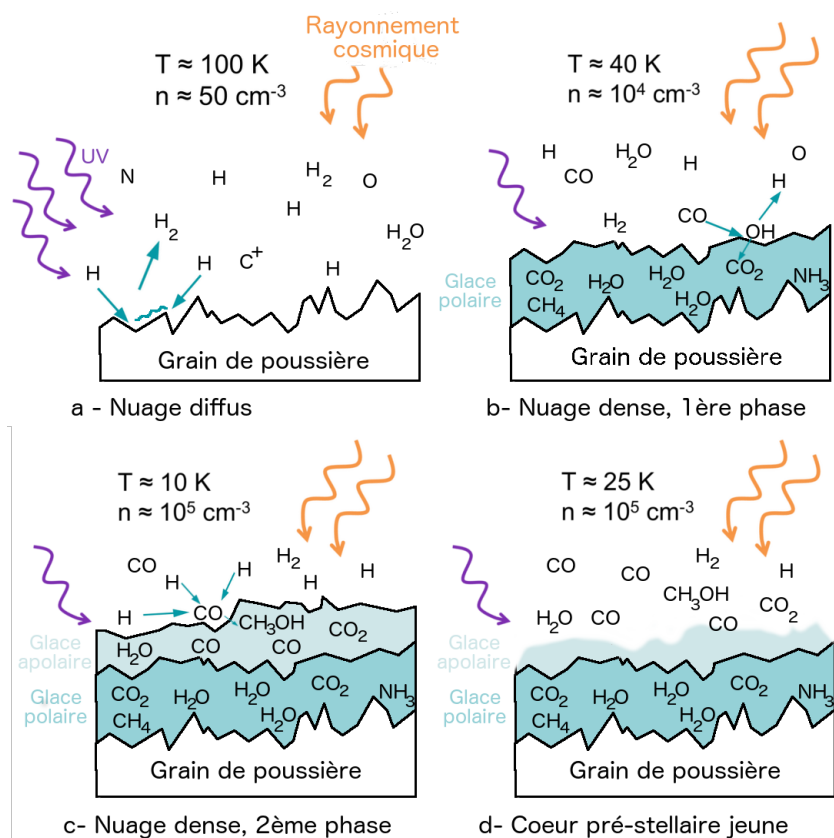 Rayonnement
cosmique
T ≈ 100 K
n ≈ 50 cm⁻³
UV
N
H
H₂
O
H
H₂
H₂O
H
H
C⁺
H
Grain de poussière
a - Nuage diffus
T ≈ 40 K
n ≈ 10⁴ cm⁻³
H
CO
H₂O
H
O
H
H₂
CO
OH
Glace
polaire
CO₂
H₂O
H₂O
CO₂
NH₃
CH₄
H₂O
Grain de poussière
b- Nuage dense, 1ère phase
T ≈ 10 K
n ≈ 10⁵ cm⁻³
CO
H
H
H₂
H
H
H
CO
CH₃OH
CO₂
Glace
apolaire
H₂O
CO
CO
Glace
polaire
CO₂
H₂O
H₂O
CO₂
NH₃
CH₄
H₂O
Grain de poussière
c- Nuage dense, 2ème phase
T ≈ 25 K
n ≈ 10⁵ cm⁻³
CO
CO
H₂
H
CH₃OH
H₂O
CO
CO
CO₂
Glace
apolaire
Glace
polaire
CO₂
H₂O
H₂O
CO₂
NH₃
CH₄
H₂O
Grain de poussière
d- Coeur pré-stellaire jeune